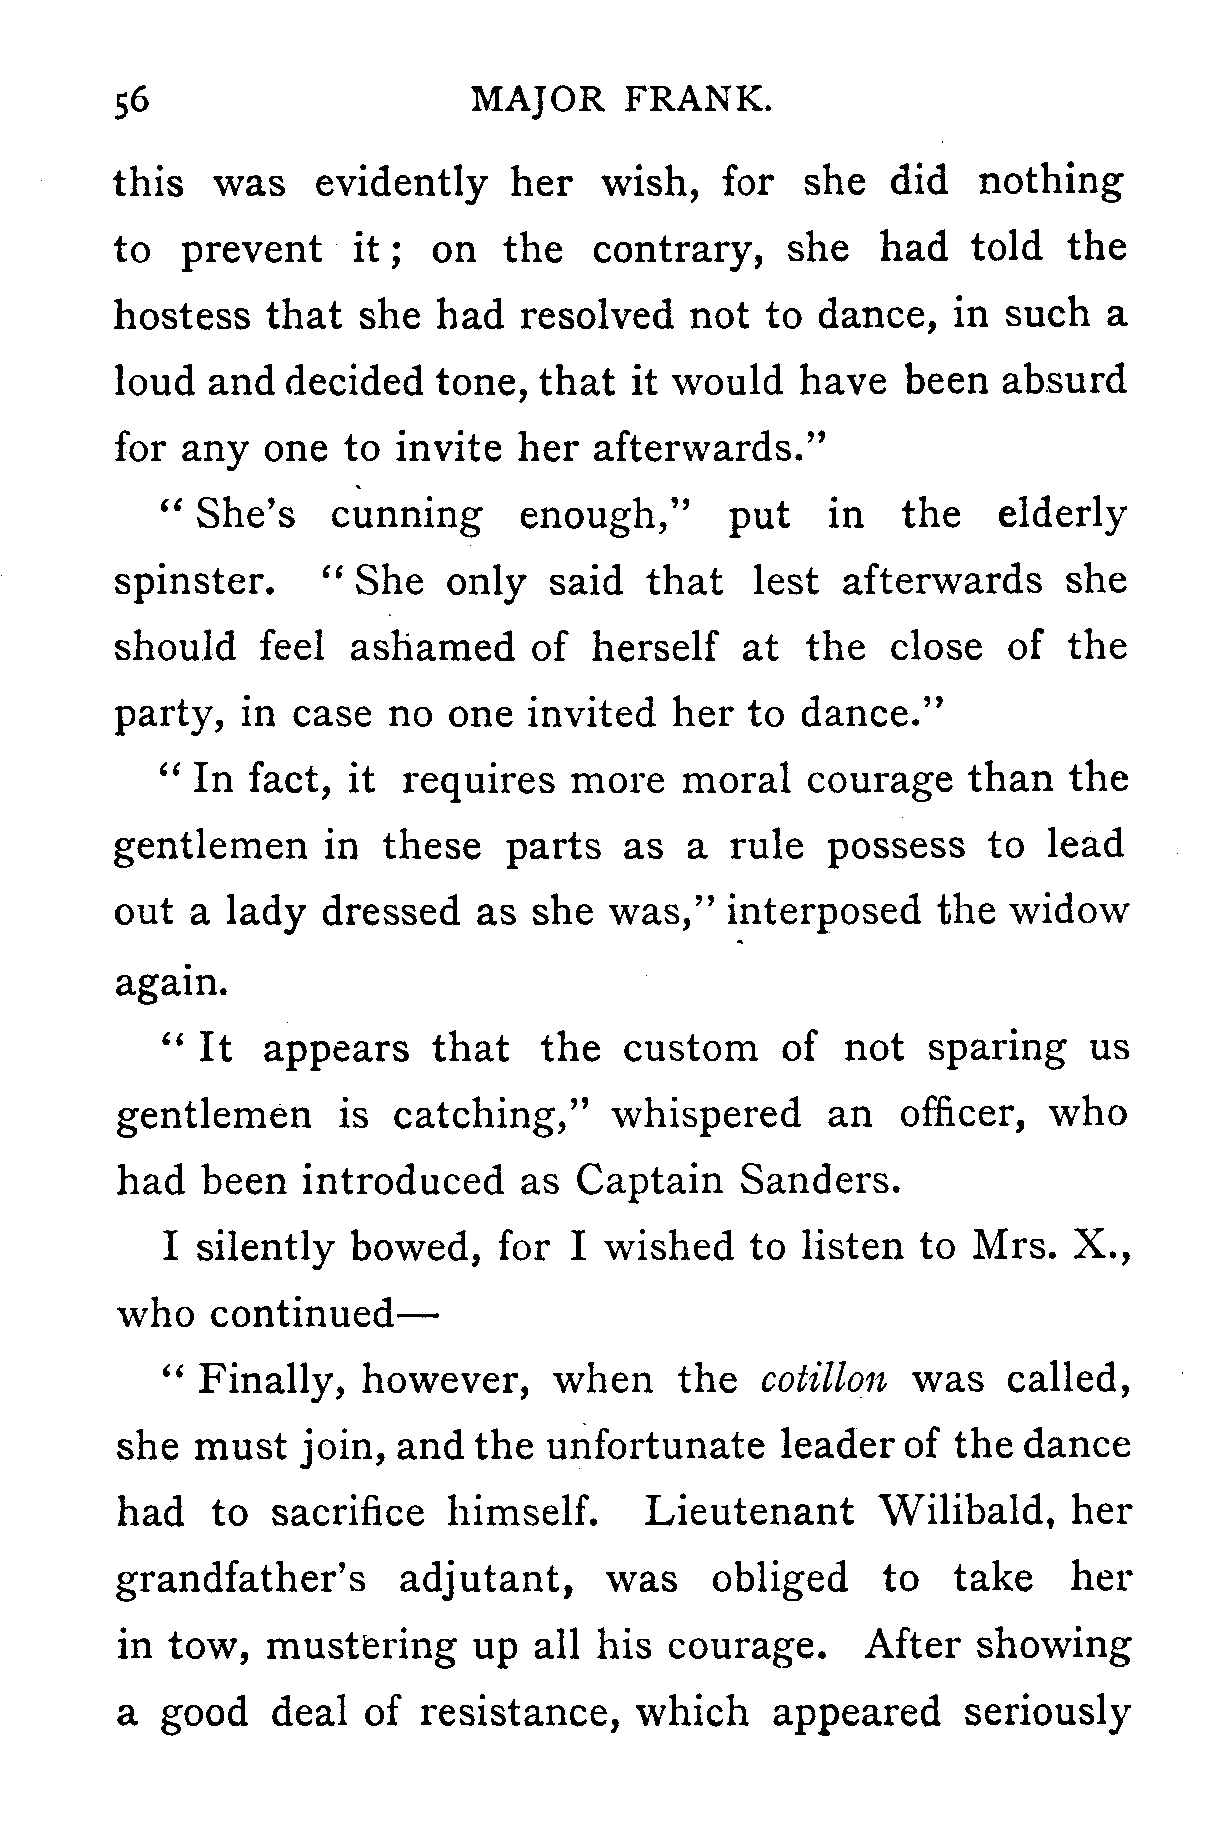 56 MAJOR FRANK.
this was evidently her wish, for she did nothing
to prevent it; on the contrary, she had told the
hostess that she had resolved not to dance, in such a
loud and decided tone, that it would have been absurd
for any one to invite her afterwards."
"She's cunning enough," put in the elderly
spinster. "She only said that lest afterwards she
should feel ashamed of herself at the close of the
party, in case no one invited her to dance."
"In fact, it requires more moral courage than the
gentlemen in these parts as a rule possess to lead
out a lady dressed as she was," interposed the widow
again.
"It appears that the custom of not sparing us
gentlemen is catching," whispered an officer, who
had been introduced as Captain Sanders.
I silently bowed, for I wished to listen to Mrs. X.,
who continued—
"Finally, however, when the cotillon was called,
she must join, and the unfortunate leader of the dance
had to sacrifice himself. Lieutenant Wilibald, her
grandfather's adjutant, was obliged to take her
in tow, mustering up all his courage. After showing
a good deal of resistance, which appeared seriously